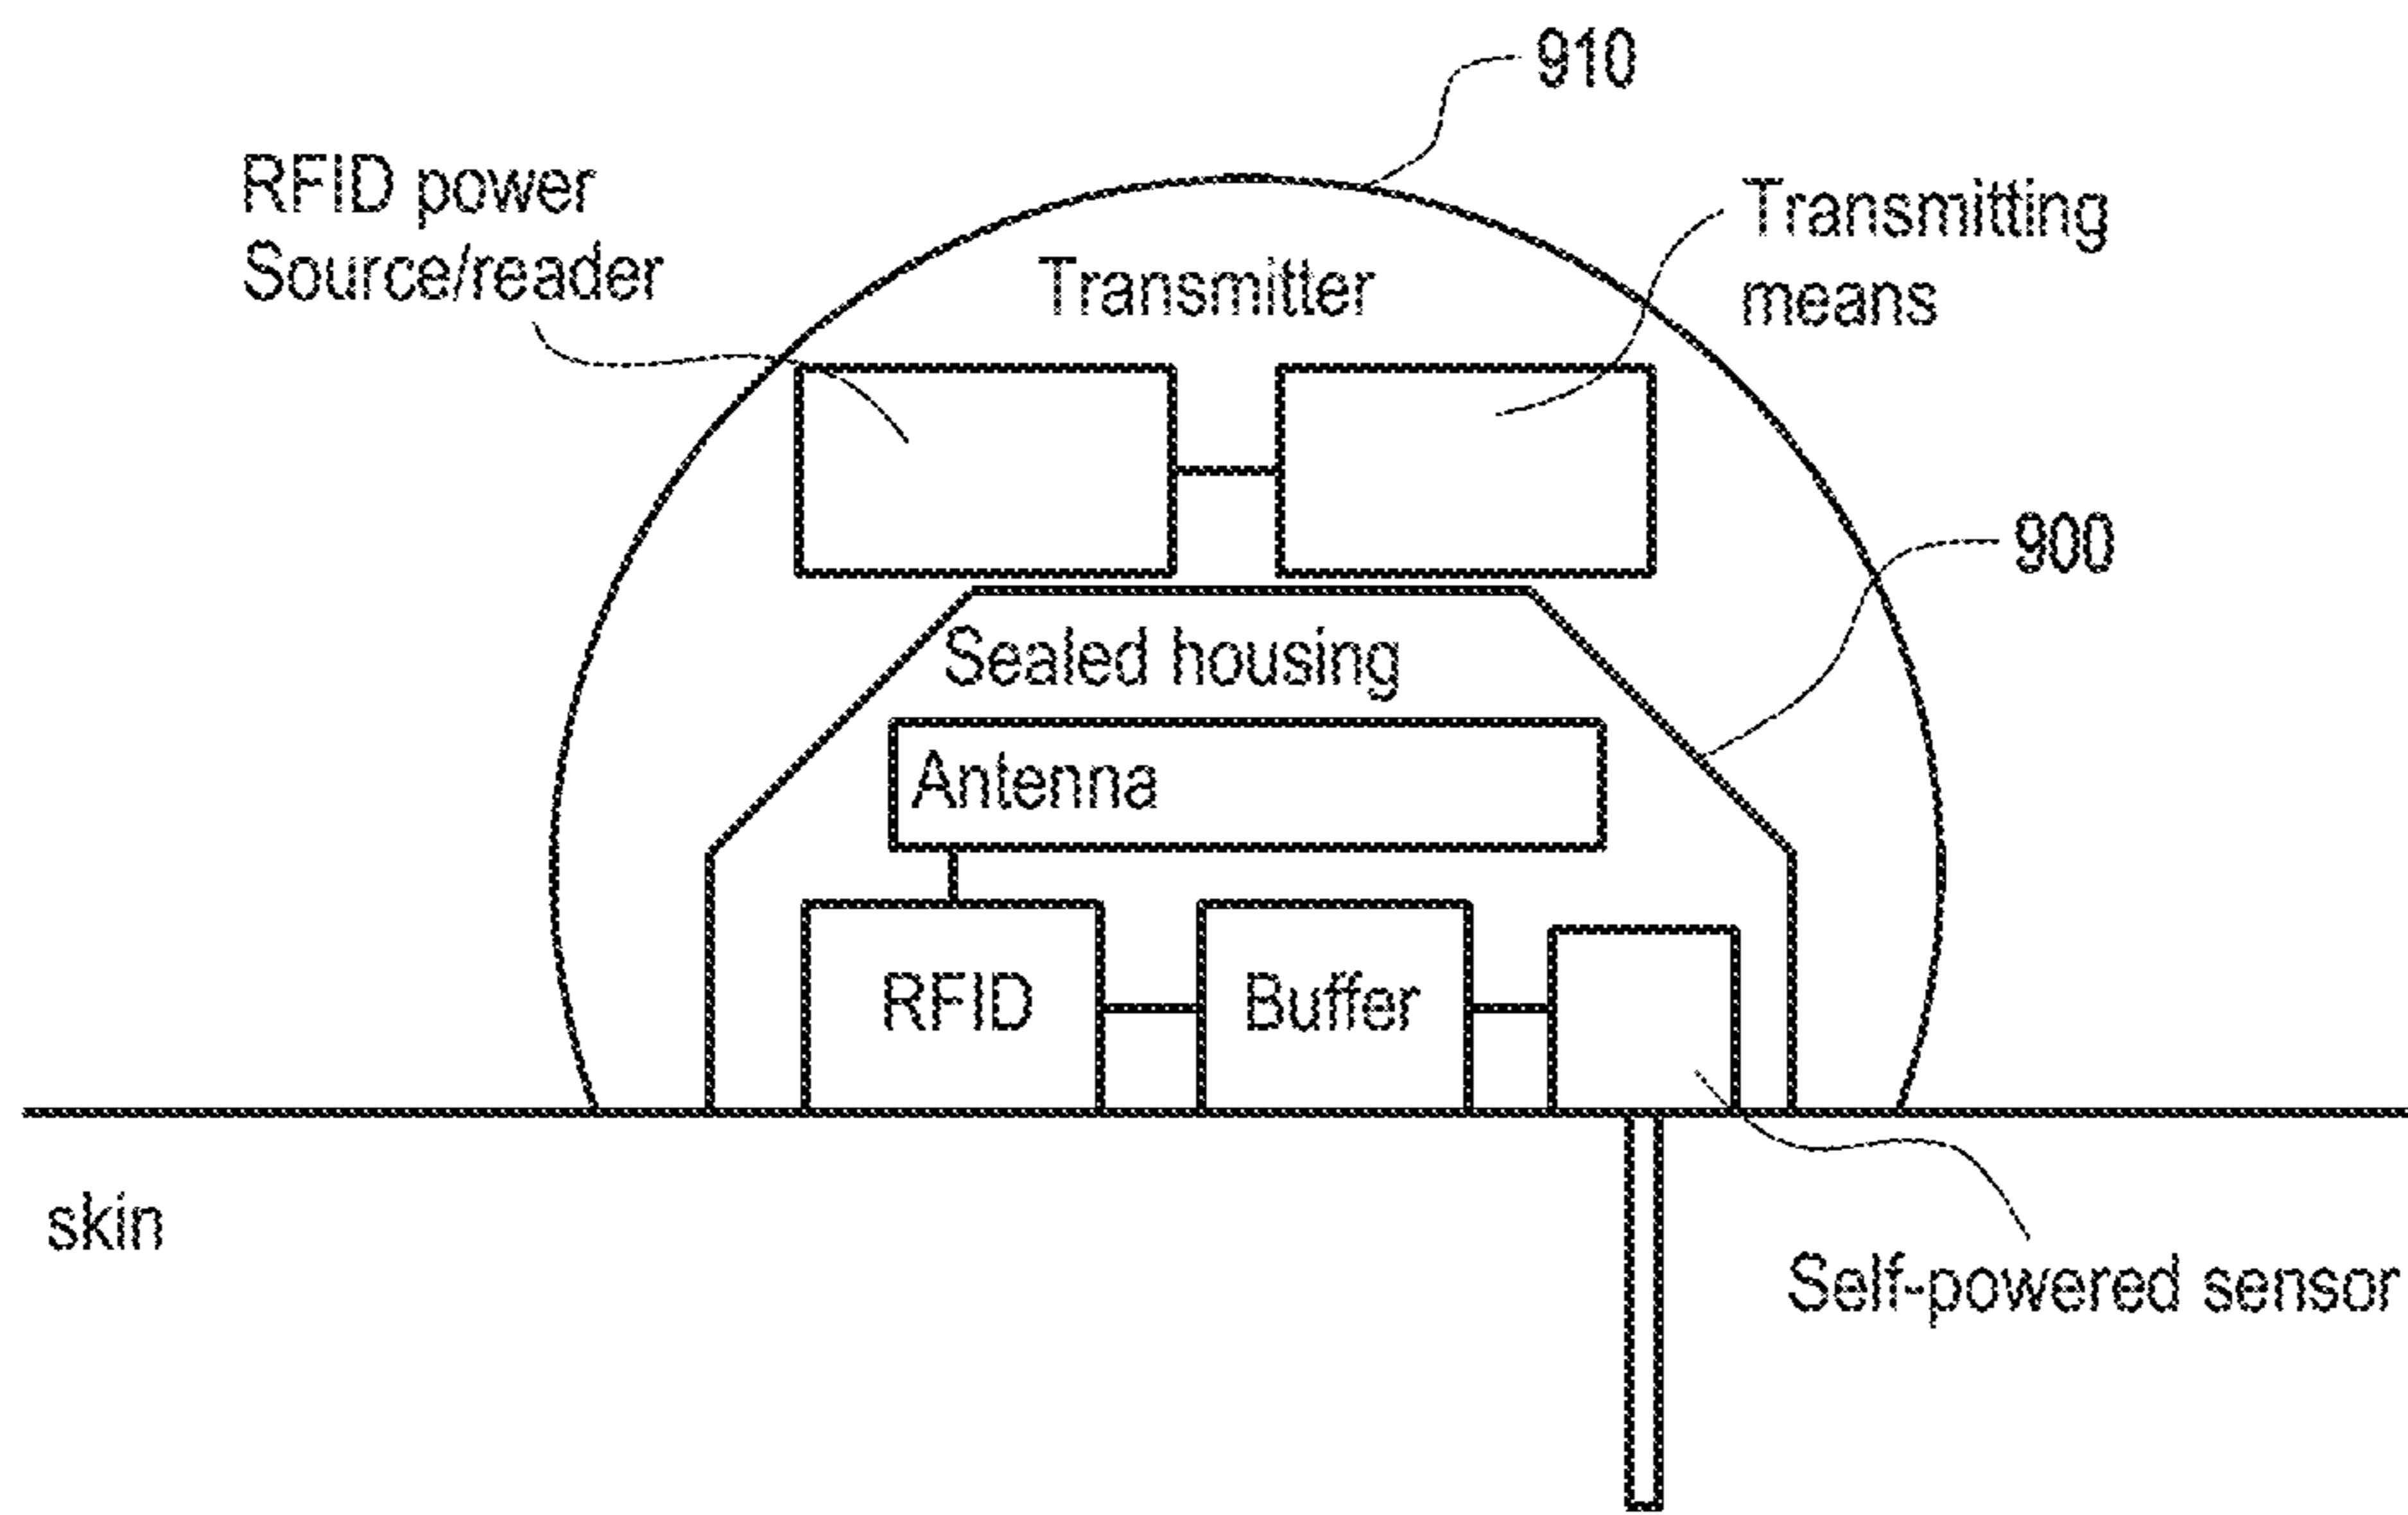 910
RFID power
Source/reader
Transmitting
means
Transmitter
900
Sealed housing
Antenna
RFID
Buffer
skin
Self-powered sensor